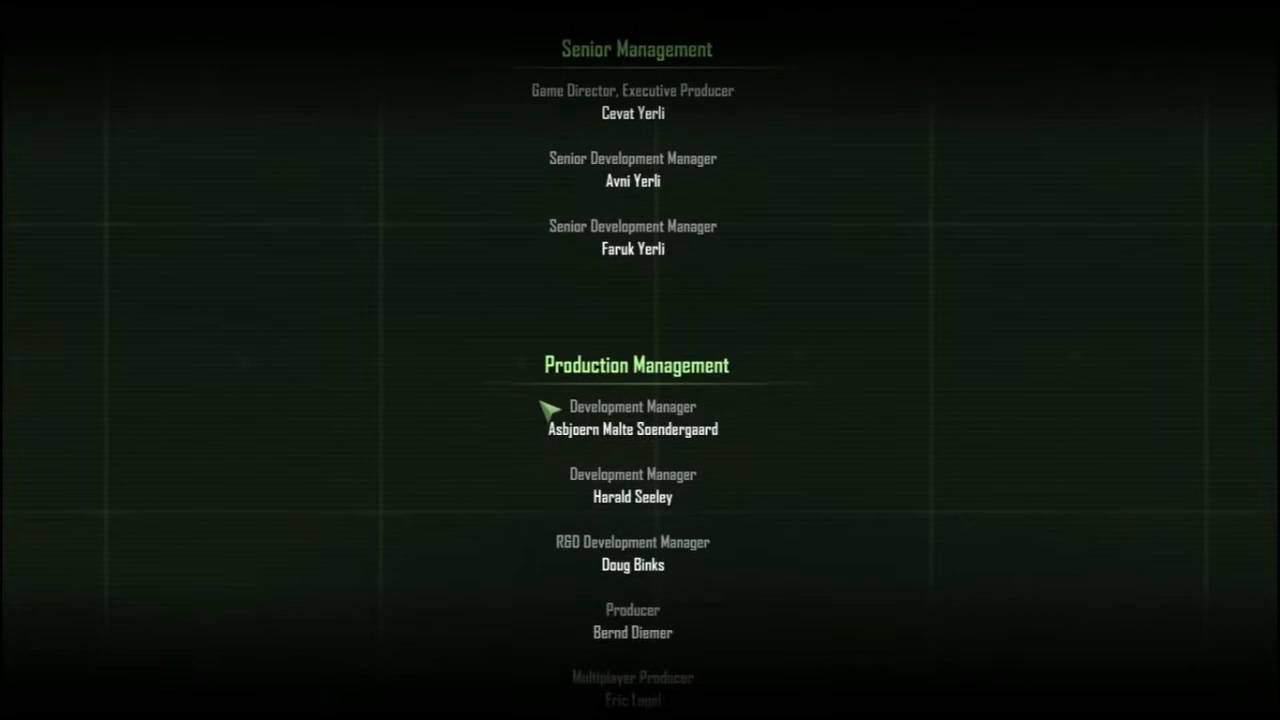 Senior Management
Game Director, Executive Producer
Cevat Yerli
Senior Development Manager
Avni Yerli
Senior Development Manager
Faruk Yerli
Production Management
Development Manager
Asbjoern Malte Soendergaard
Development Manager
Harald Seeley
R&D Development Manager
Doug Binks
Producer
Bernd Diemer
Multiplayer Producer
Eric